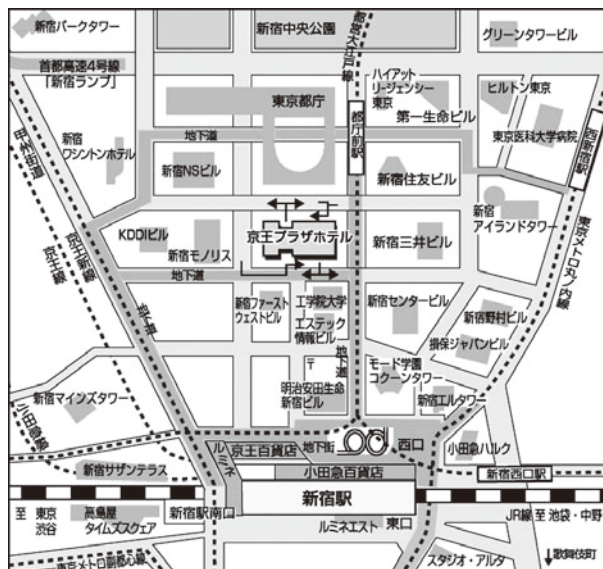 新宿パークタワー
新宿中央公園
都営大江戸線
グリーンタワービル
首都高速4号線
「新宿ランプ」
ハイアット
リージェンシー
東京
ヒルトン東京
東京都庁
第一生命ビル
都庁前駅
西新宿駅
甲州街道
新宿
ワシントンホテル
地下道
東京医科大学病院
新宿NSビル
新宿住友ビル
新宿
アイランドタワー
KDDIビル
京王プラザホテル
新宿三井ビル
新宿モノリス
京王新線
京王線
地下道
東京メトロ丸ノ内線
地下道
新宿ファースト
ウェストビル
工学院大学
エステック
情報ビル
新宿センタービル
新宿野村ビル
損保ジャパンビル
〒
地下道
モード学園
コクーンタワー
新宿マインズタワー
明治安田生命
新宿ビル
新宿エルタワー
小田急線
ルミネ
京王百貨店
地下街
西口
小田急ハルク
新宿サザンテラス
小田急百貨店
新宿西口駅
新宿駅
至 東京
渋谷
高島屋
タイムズスクェア
新宿駅南口
ルミネエスト
東口
JR線 至 池袋・中野
東京メトロ副都心線
スタジオ・アルタ
歌舞伎町